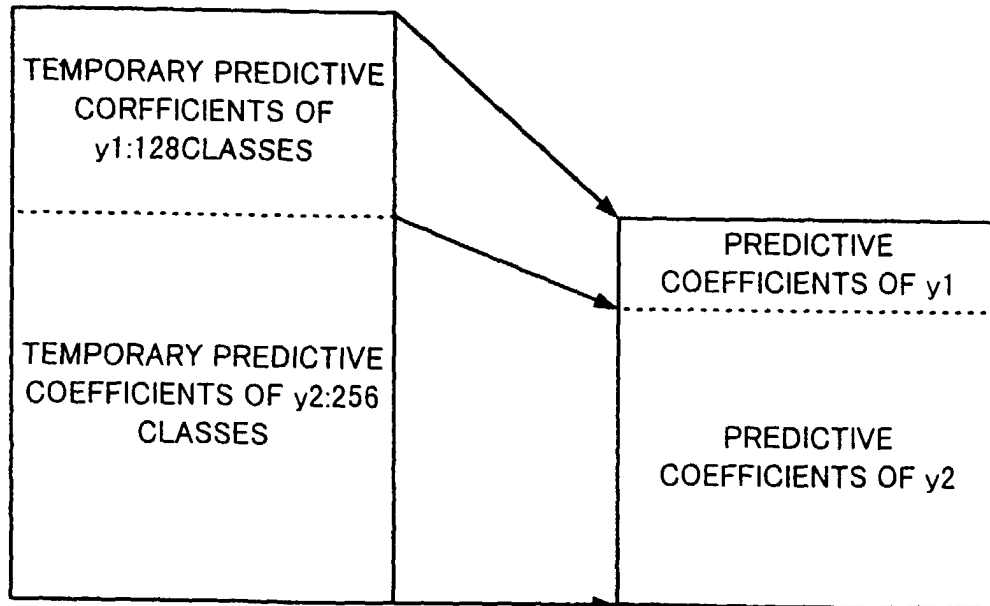 TEMPORARY PREDICTIVE
CORFFICIENTS OF
y1:128CLASSES
TEMPORARY PREDICTIVE
COEFFICIENTS OF y2:256
CLASSES
PREDICTIVE
COEFFICIENTS OF y1
PREDICTIVE
COEFFICIENTS OF y2